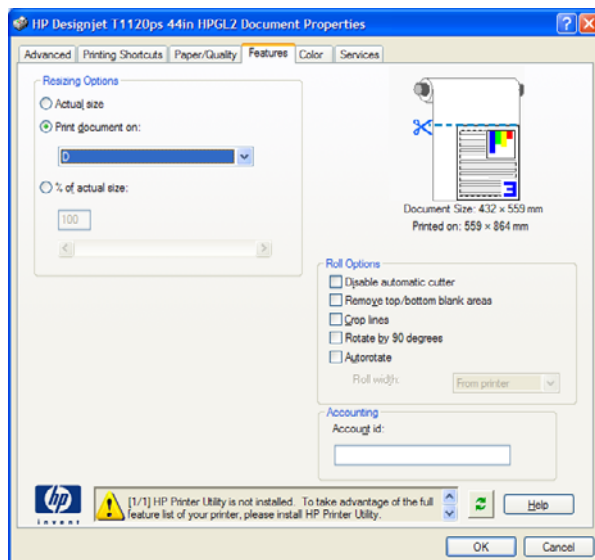 HP Designjet T1120ps 44in HPGL2 Document Properties
Advanced Printing Shortcuts Paper/Quality Features Color Services
Resizing Options
Actual size
Print document on:
D
% of actual size:
100
Document Size: 432 × 559 mm
Printed on: 559 × 864 mm
Roll Options
Disable automatic cutter
Remove top/bottom blank areas
Crop lines
Rotate by 90 degrees
Autorotate
Roll width: From printer
Accounting
Account id:
hp
invent
[1/1] HP Printer Utility is not installed. To take advantage of the full
feature list of your printer, please install HP Printer Utility.
Help
OK Cancel